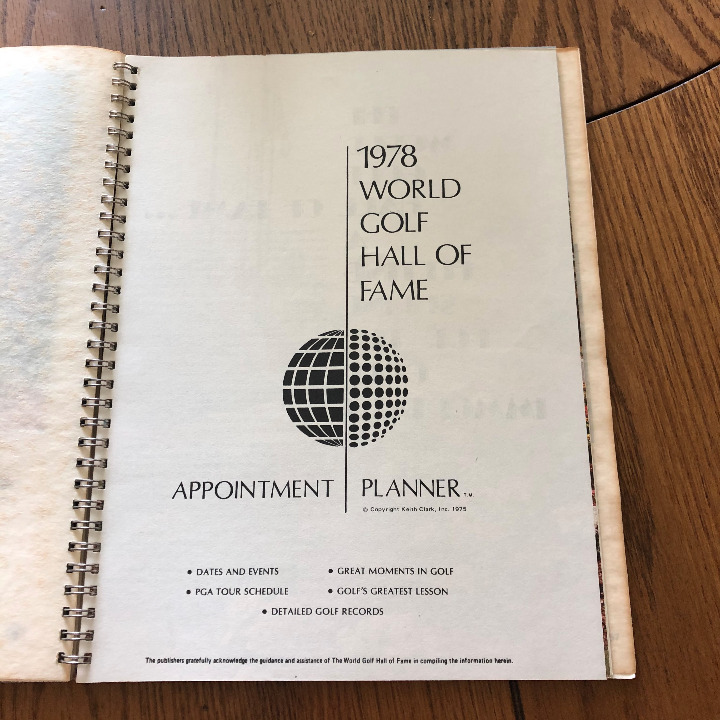 1978
WORLD
GOLF
HALL OF
FAME
APPOINTMENT PLANNER T.M.
© Copyright Keith Clark, Inc. 1975
• DATES AND EVENTS • GREAT MOMENTS IN GOLF
• PGA TOUR SCHEDULE • GOLF'S GREATEST LESSON
• DETAILED GOLF RECORDS
The publishers gratefully acknowledge the guidance and assistance of The World Golf Hall of Fame in compiling the information herein.